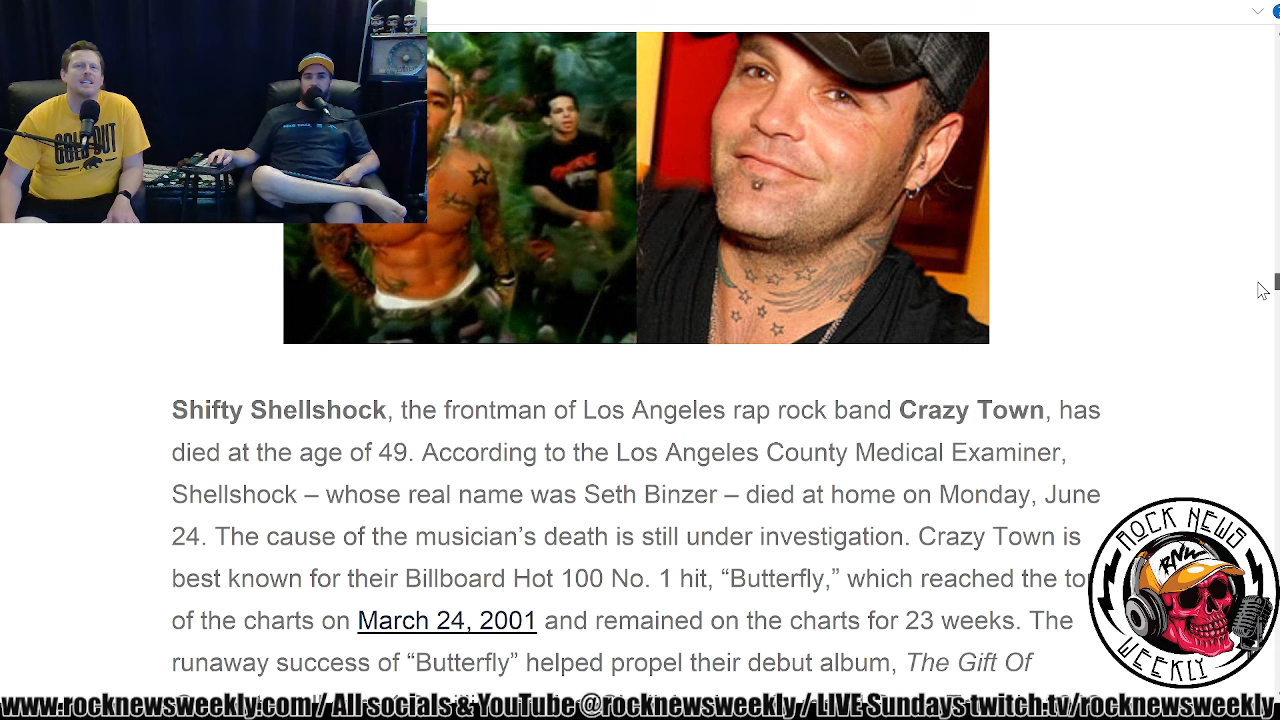 Shifty Shellshock, the frontman of Los Angeles rap rock band Crazy Town, has
died at the age of 49. According to the Los Angeles County Medical Examiner,
Shellshock – whose real name was Seth Binzer – died at home on Monday, June
24. The cause of the musician’s death is still under investigation. Crazy Town is
best known for their Billboard Hot 100 No. 1 hit, “Butterfly,” which reached the top
of the charts on March 24, 2001 and remained on the charts for 23 weeks. The
runaway success of “Butterfly” helped propel their debut album, The Gift Of
ROCK NEWS
RNW
WEEKLY
www.rocknewsweekly.com / All socials & YouTube @rocknewsweekly / LIVE Sundays twitch.tv/rocknewsweekly